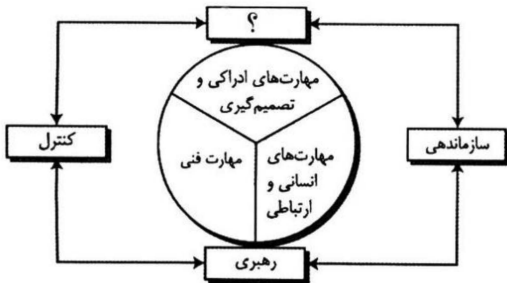 ؟
مهارت‌های ادراکی و
تصمیم‌گیری
سازماندهی
مهارت‌های
انسانی و
ارتباطی
مهارت فنی
کنترل
رهبری